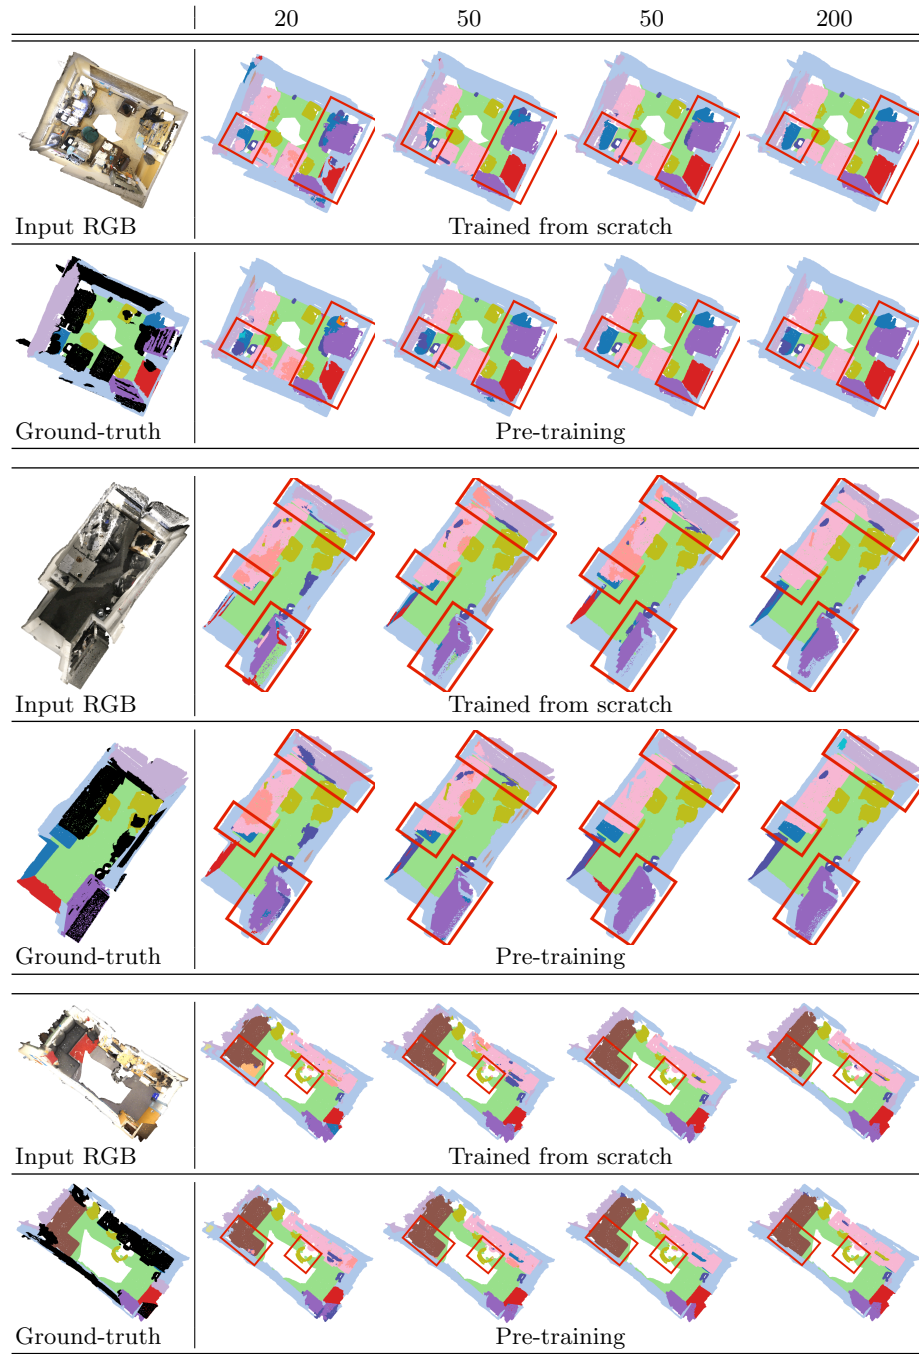 20 50 50 200
Input RGB Trained from scratch
Ground-truth Pre-training
Input RGB Trained from scratch
Ground-truth Pre-training
Input RGB Trained from scratch
Ground-truth Pre-training